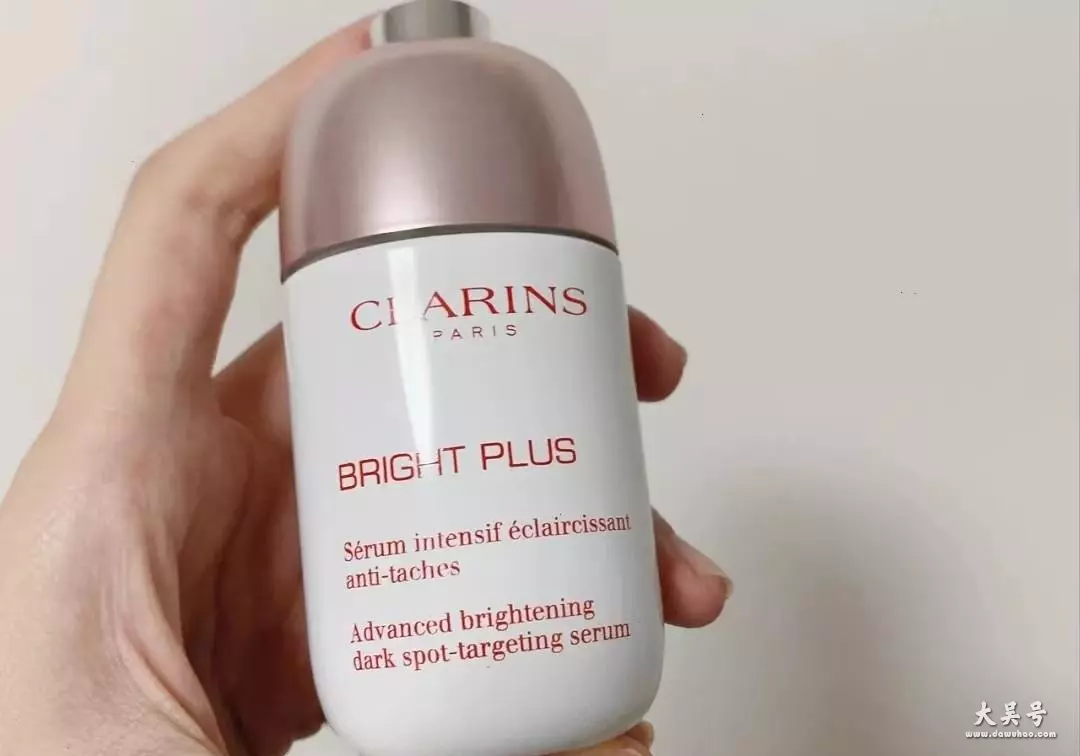 CLARINS
PARIS
BRIGHT PLUS
Sérum intensif éclaircissant
anti-taches
Advanced brightening
dark spot-targeting serum
大吴号
www.dawuhao.com